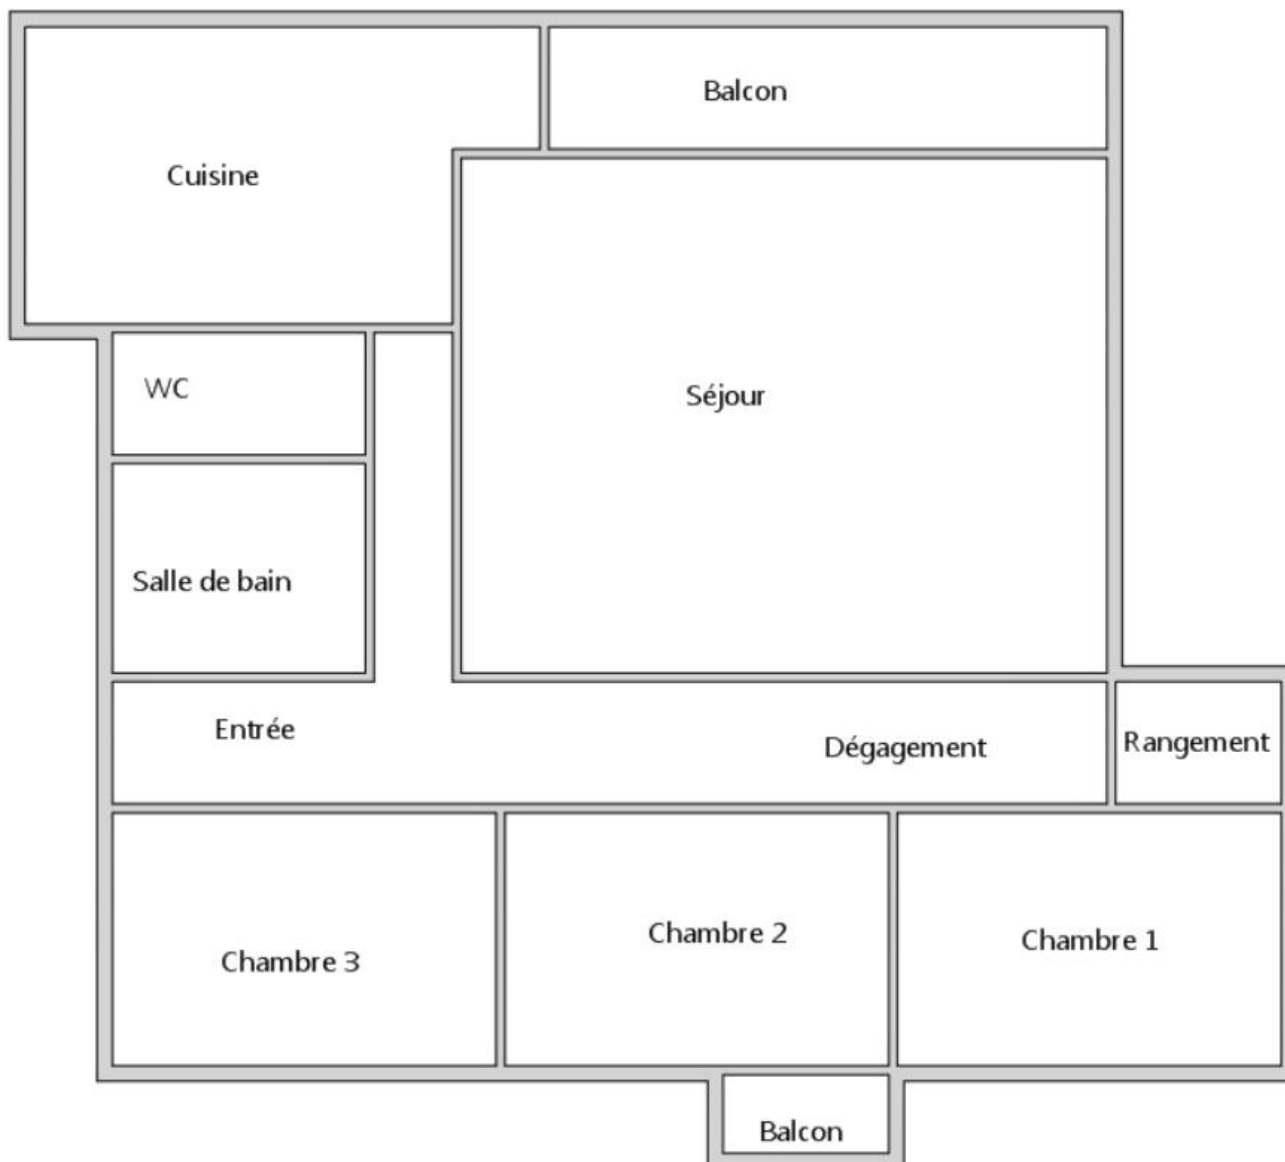 Balcon
Cuisine
WC
Séjour
Salle de bain
Entrée
Dégagement
Rangement
Chambre 3
Chambre 2
Chambre 1
Balcon